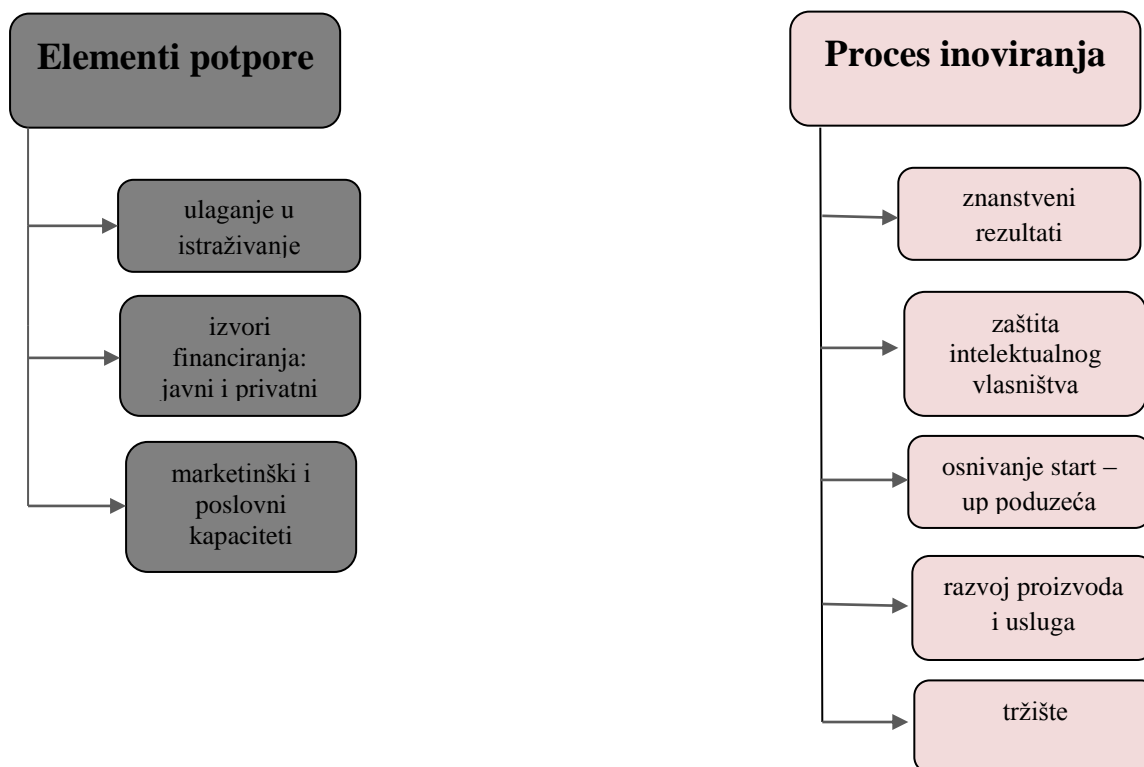 Elementi potpore
ulaganje u
istraživanje
izvori
financiranja:
javni i privatni
marketinški i
poslovni
kapaciteti
Proces inoviranja
znanstveni
rezultati
zaštita
intelektualnog
vlasništva
osnivanje start –
up poduzeća
razvoj proizvoda
i usluga
tržište